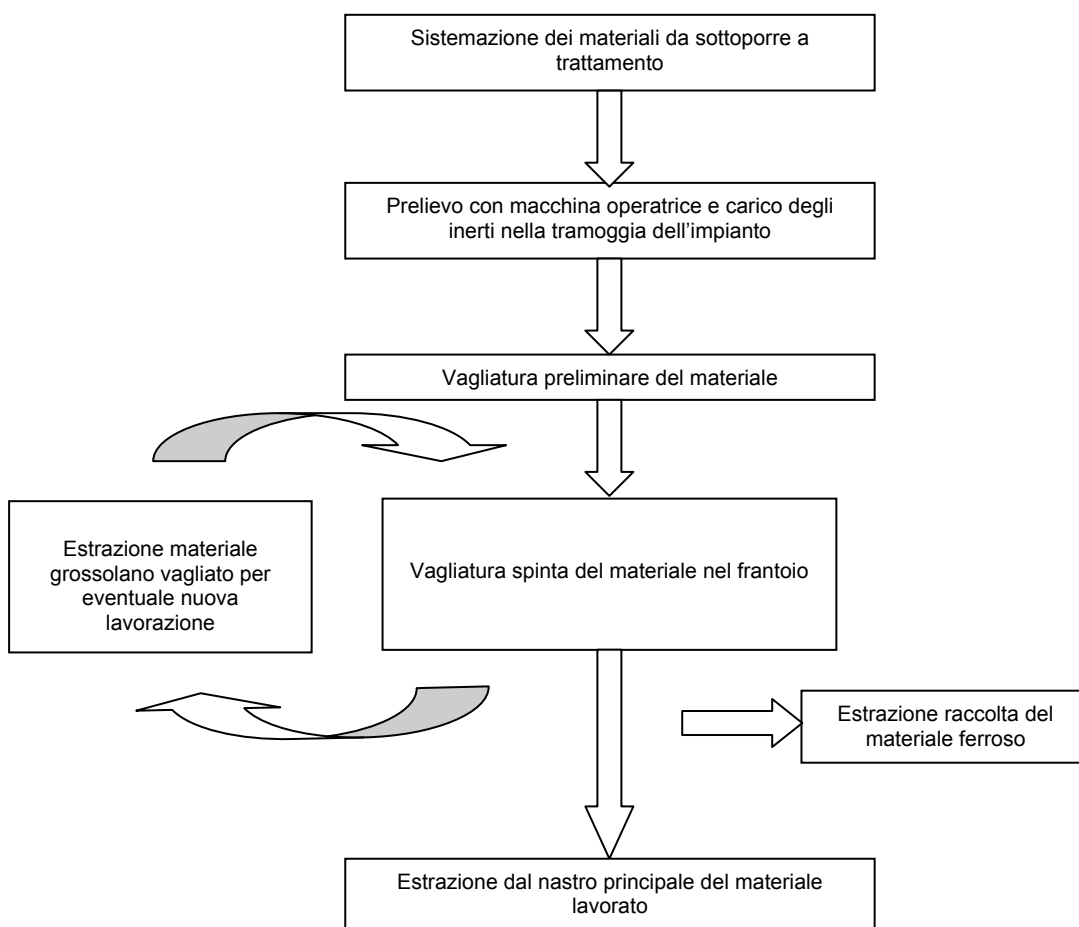 Sistemazione dei materiali da sottoporre a
trattamento
Prelievo con macchina operatrice e carico degli
inerti nella tramoggia dell’impianto
Vagliatura preliminare del materiale
Estrazione materiale
grossolano vagliato per
eventuale nuova
lavorazione
Vagliatura spinta del materiale nel frantoio
Estrazione raccolta del
materiale ferroso
Estrazione dal nastro principale del materiale
lavorato